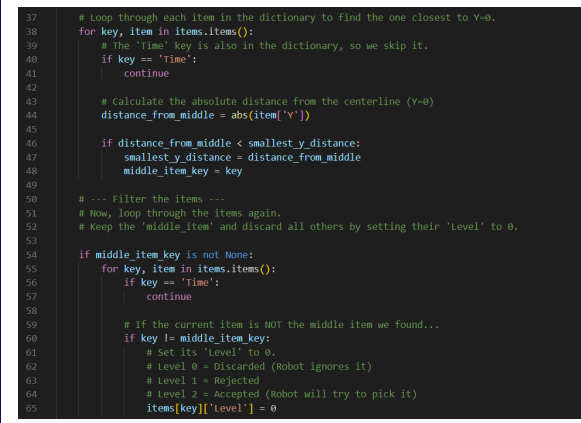 37 # Loop through each item in the dictionary to find the one closest to Y=0.
38 for key, item in items.items():
39 # The 'Time' key is also in the dictionary, so we skip it.
40 if key == 'Time':
41 continue
42
43 # Calculate the absolute distance from the centerline (Y=0)
44 distance_from_middle = abs(item['Y'])
45
46 if distance_from_middle < smallest_y_distance:
47 smallest_y_distance = distance_from_middle
48 middle_item_key = key
49
50 # --- Filter the items ---
51 # Now, loop through the items again.
52 # Keep the 'middle_item' and discard all others by setting their 'Level' to 0.
53
54 if middle_item_key is not None:
55 for key, item in items.items():
56 if key == 'Time':
57 continue
58
59 # If the current item is NOT the middle item we found...
60 if key != middle_item_key:
61 # Set its 'Level' to 0.
62 # Level 0 = Discarded (Robot ignores it)
63 # Level 1 = Rejected
64 # Level 2 = Accepted (Robot will try to pick it)
65 items[key]['Level'] = 0